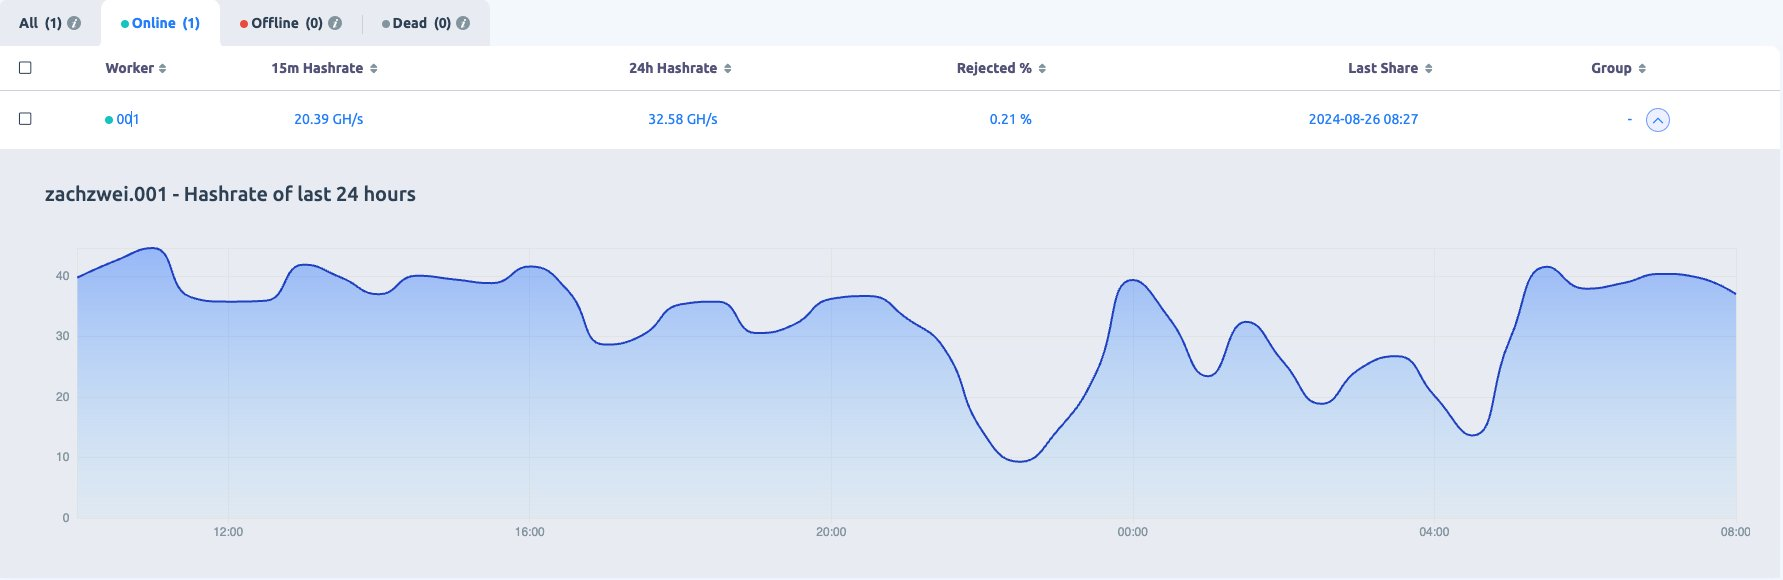 All (1) Online (1) Offline (0) Dead (0)
Worker 15m Hashrate 24h Hashrate Rejected % Last Share Group
001 20.39 GH/s 32.58 GH/s 0.21 % 2024-08-26 08:27 -
zachzwei.001 - Hashrate of last 24 hours
40
30
20
10
0
12:00 16:00 20:00 00:00 04:00 08:00